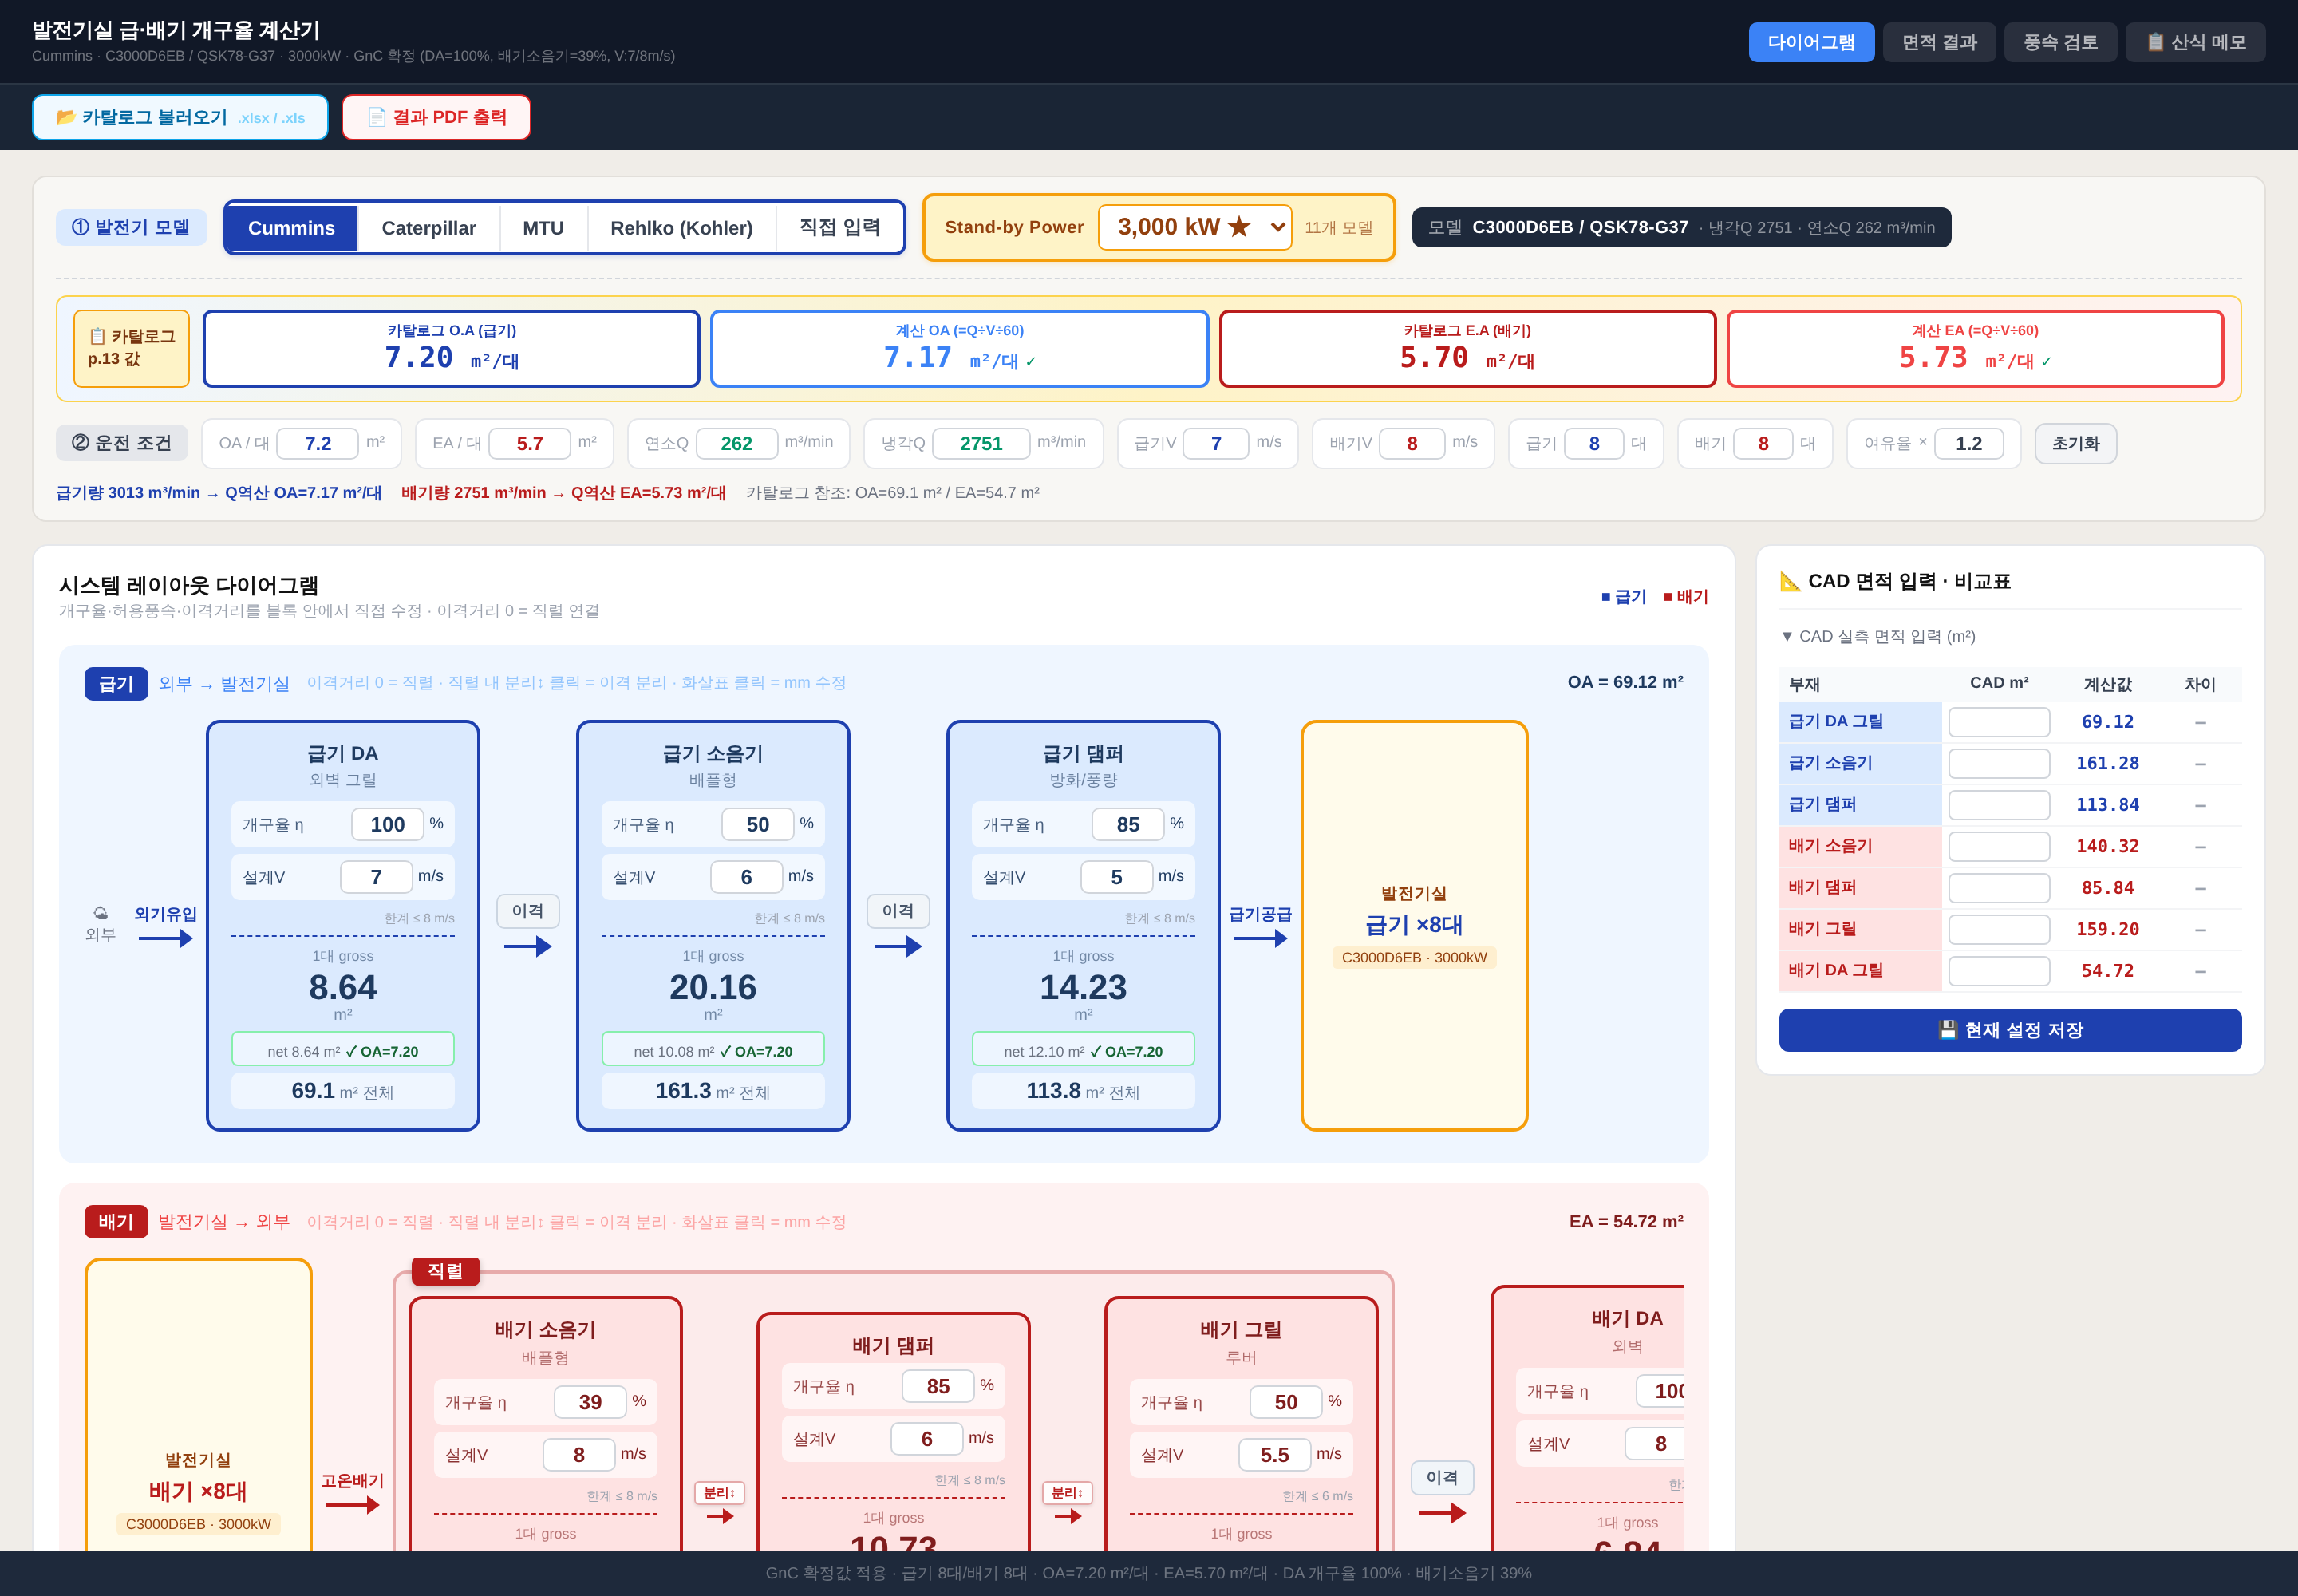 발전기실 급·배기 개구율 계산기
Cummins · C3000D6EB / QSK78-G37 · 3000kW · GnC 확정 (DA=100%, 배기소음기=39%, V:7/8m/s)
다이어그램 면적 결과 풍속 검토 📋 산식 메모
📂 카탈로그 불러오기 .xlsx / .xls 📄 결과 PDF 출력
① 발전기 모델 Cummins Caterpillar MTU Rehlko (Kohler) 직접 입력 Stand-by Power 3,000 kW ★ 11개 모델 모델 C3000D6EB / QSK78-G37 · 냉각Q 2751 · 연소Q 262 m³/min
📋 카탈로그
p.13 값
카탈로그 O.A (급기) 계산 OA (=Q÷V÷60) 카탈로그 E.A (배기) 계산 EA (=Q÷V÷60)
7.20 m²/대 7.17 m²/대 ✓ 5.70 m²/대 5.73 m²/대 ✓
② 운전 조건 OA / 대 7.2 m² EA / 대 5.7 m² 연소Q 262 m³/min 냉각Q 2751 m³/min 급기V 7 m/s 배기V 8 m/s 급기 8 대 배기 8 대 여유율 × 1.2 초기화
급기량 3013 m³/min → Q역산 OA=7.17 m²/대 배기량 2751 m³/min → Q역산 EA=5.73 m²/대 카탈로그 참조: OA=69.1 m² / EA=54.7 m²
시스템 레이아웃 다이어그램
개구율·허용풍속·이격거리를 블록 안에서 직접 수정 · 이격거리 0 = 직렬 연결
■ 급기 ■ 배기
급기 외부 → 발전기실 이격거리 0 = 직렬 · 직렬 내 분리↕ 클릭 = 이격 분리 · 화살표 클릭 = mm 수정 OA = 69.12 m²
🌤
외부
외기유입
급기 DA
외벽 그릴
개구율 η 100 %
설계V 7 m/s
한계 ≤ 8 m/s
1대 gross
8.64
m²
net 8.64 m² ✓ OA=7.20
69.1 m² 전체
이격
급기 소음기
배플형
개구율 η 50 %
설계V 6 m/s
한계 ≤ 8 m/s
1대 gross
20.16
m²
net 10.08 m² ✓ OA=7.20
161.3 m² 전체
이격
급기 댐퍼
방화/풍량
개구율 η 85 %
설계V 5 m/s
한계 ≤ 8 m/s
1대 gross
14.23
m²
net 12.10 m² ✓ OA=7.20
113.8 m² 전체
급기공급
발전기실
급기 ×8대
C3000D6EB · 3000kW
배기 발전기실 → 외부 이격거리 0 = 직렬 · 직렬 내 분리↕ 클릭 = 이격 분리 · 화살표 클릭 = mm 수정 EA = 54.72 m²
발전기실
배기 ×8대
C3000D6EB · 3000kW
고온배기
직렬
배기 소음기
배플형
개구율 η 39 %
설계V 8 m/s
한계 ≤ 8 m/s
1대 gross
분리↕
배기 댐퍼
개구율 η 85 %
설계V 6 m/s
한계 ≤ 8 m/s
1대 gross
10.73
분리↕
배기 그릴
루버
개구율 η 50 %
설계V 5.5 m/s
한계 ≤ 6 m/s
1대 gross
이격
배기 DA
외벽
개구율 η 100
설계V 8
1대 gross
6.84
📐 CAD 면적 입력 · 비교표
▼ CAD 실측 면적 입력 (m²)
부재 CAD m² 계산값 차이
급기 DA 그릴 69.12 —
급기 소음기 161.28 —
급기 댐퍼 113.84 —
배기 소음기 140.32 —
배기 댐퍼 85.84 —
배기 그릴 159.20 —
배기 DA 그릴 54.72 —
💾 현재 설정 저장
GnC 확정값 적용 · 급기 8대/배기 8대 · OA=7.20 m²/대 · EA=5.70 m²/대 · DA 개구율 100% · 배기소음기 39%